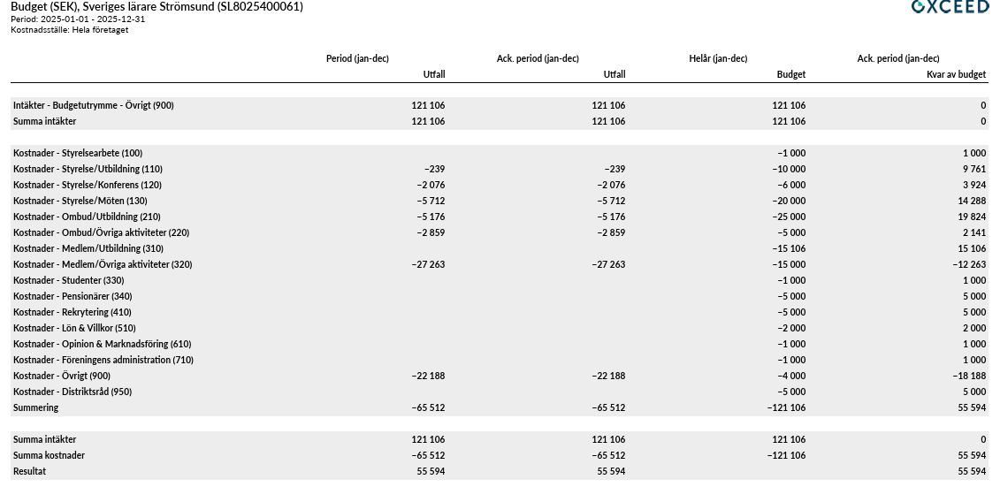 Budget (SEK), Sveriges lärare Strömsund (SL8025400061)
OXCEED
Period: 2025-01-01 - 2025-12-31
Kostnadsställe: Hela företaget
Period (jan-dec) Ack. period (jan-dec) Helår (jan-dec) Ack. period (jan-dec)
Utfall Utfall Budget Kvar av budget
Intäkter - Budgetutrymme - Övrigt (900) 121 106 121 106 121 106 0
Summa intäkter 121 106 121 106 121 106 0
Kostnader - Styrelsearbete (100) −1 000 1 000
Kostnader - Styrelse/Utbildning (110) −239 −239 −10 000 9 761
Kostnader - Styrelse/Konferens (120) −2 076 −2 076 −6 000 3 924
Kostnader - Styrelse/Möten (130) −5 712 −5 712 −20 000 14 288
Kostnader - Ombud/Utbildning (210) −5 176 −5 176 −25 000 19 824
Kostnader - Ombud/Övriga aktiviteter (220) −2 859 −2 859 −5 000 2 141
Kostnader - Medlem/Utbildning (310) −15 106 15 106
Kostnader - Medlem/Övriga aktiviteter (320) −27 263 −27 263 −15 000 −12 263
Kostnader - Studenter (330) −1 000 1 000
Kostnader - Pensionärer (340) −5 000 5 000
Kostnader - Rekrytering (410) −5 000 5 000
Kostnader - Lön & Villkor (510) −2 000 2 000
Kostnader - Opinion & Marknadsföring (610) −1 000 1 000
Kostnader - Föreningens administration (710) −1 000 1 000
Kostnader - Övrigt (900) −22 188 −22 188 −4 000 −18 188
Kostnader - Distriktsråd (950) −5 000 5 000
Summering −65 512 −65 512 −121 106 55 594
Summa intäkter 121 106 121 106 121 106 0
Summa kostnader −65 512 −65 512 −121 106 55 594
Resultat 55 594 55 594 55 594